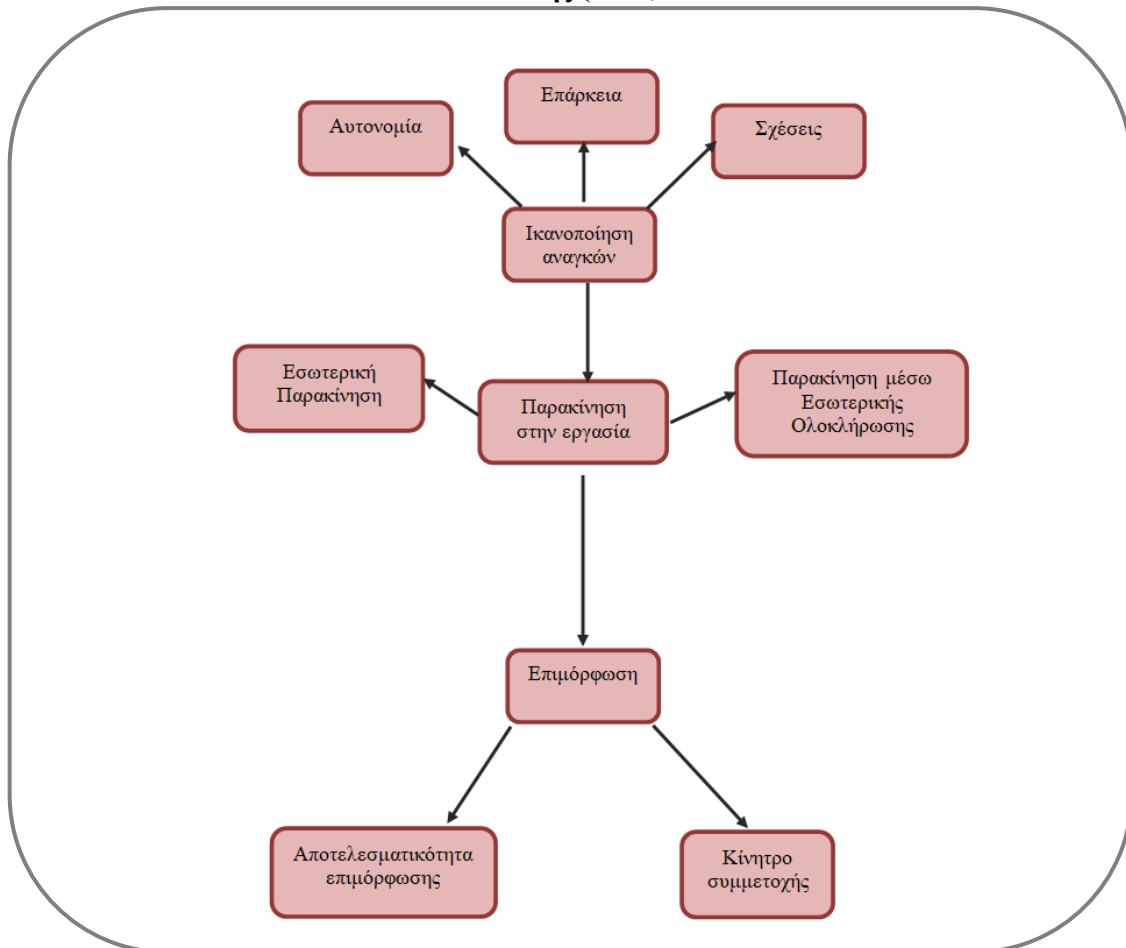 Επάρκεια
Αυτονομία
Σχέσεις
Ικανοποίηση
αναγκών
Εσωτερική
Παρακίνηση
Παρακίνηση
στην εργασία
Παρακίνηση μέσω
Εσωτερικής
Ολοκλήρωσης
Επιμόρφωση
Αποτελεσματικότητα
επιμόρφωσης
Κίνητρο
συμμετοχής